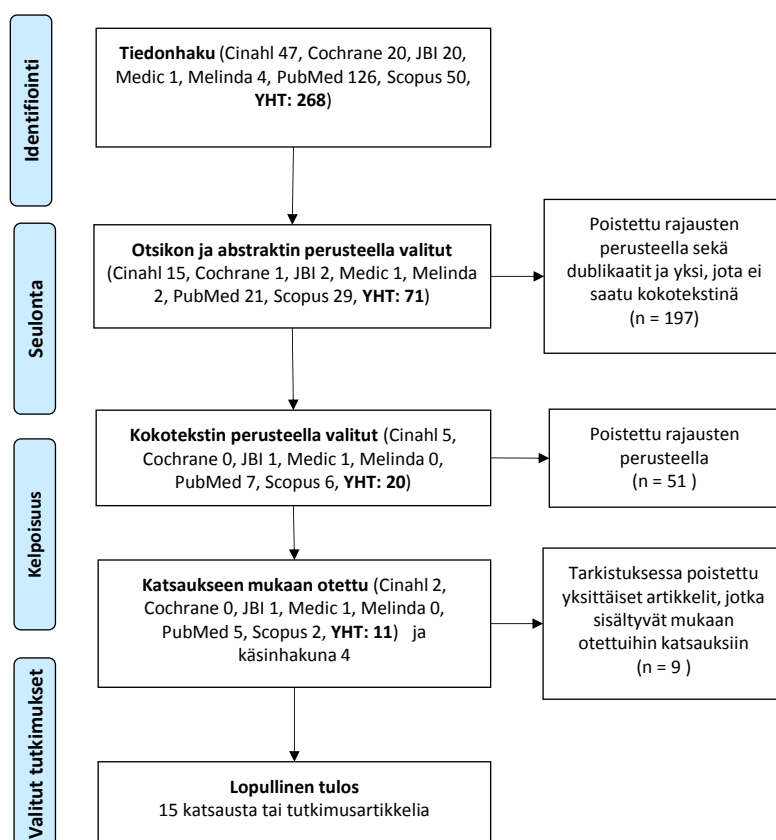 Identifiointi
Tiedonhaku (Cinahl 47, Cochrane 20, JBI 20,
Medic 1, Melinda 4, PubMed 126, Scopus 50,
YHT: 268)
Seulonta
Otsikon ja abstraktin perusteella valitut
(Cinahl 15, Cochrane 1, JBI 2, Medic 1, Melinda
2, PubMed 21, Scopus 29, YHT: 71)
Poistettu rajausten
perusteella sekä
dublikaatit ja yksi, jota ei
saatu kokotekstinä
(n = 197)
Kelpoisuus
Kokotekstin perusteella valitut (Cinahl 5,
Cochrane 0, JBI 1, Medic 1, Melinda 0,
PubMed 7, Scopus 6, YHT: 20)
Poistettu rajausten
perusteella
(n = 51 )
Katsaukseen mukaan otettu (Cinahl 2,
Cochrane 0, JBI 1, Medic 1, Melinda 0,
PubMed 5, Scopus 2, YHT: 11) ja
käsinhakuna 4
Tarkistuksessa poistettu
yksittäiset artikkelit, jotka
sisältyvät mukaan
otettuihin katsauksiin
(n = 9 )
Valitut tutkimukset
Lopullinen tulos
15 katsausta tai tutkimusartikkelia